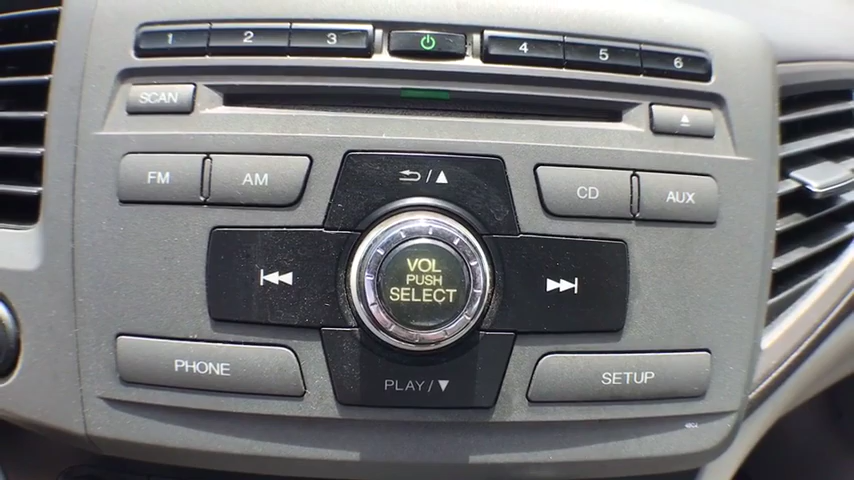 1 2 3 4 5 6
SCAN
FM AM CD AUX
VOL
PUSH
SELECT
PHONE
PLAY/▼
SETUP